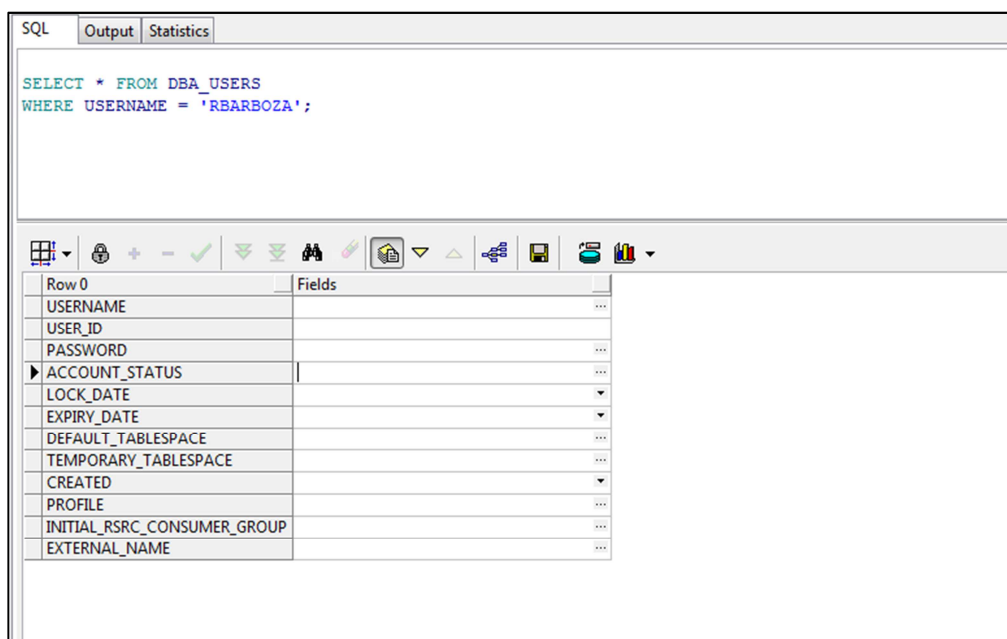 SQL Output Statistics
SELECT * FROM DBA_USERS
WHERE USERNAME = 'RBARBOZA';
Row 0 Fields
USERNAME
USER_ID
PASSWORD
ACCOUNT_STATUS
LOCK_DATE
EXPIRY_DATE
DEFAULT_TABLESPACE
TEMPORARY_TABLESPACE
CREATED
PROFILE
INITIAL_RSRC_CONSUMER_GROUP
EXTERNAL_NAME